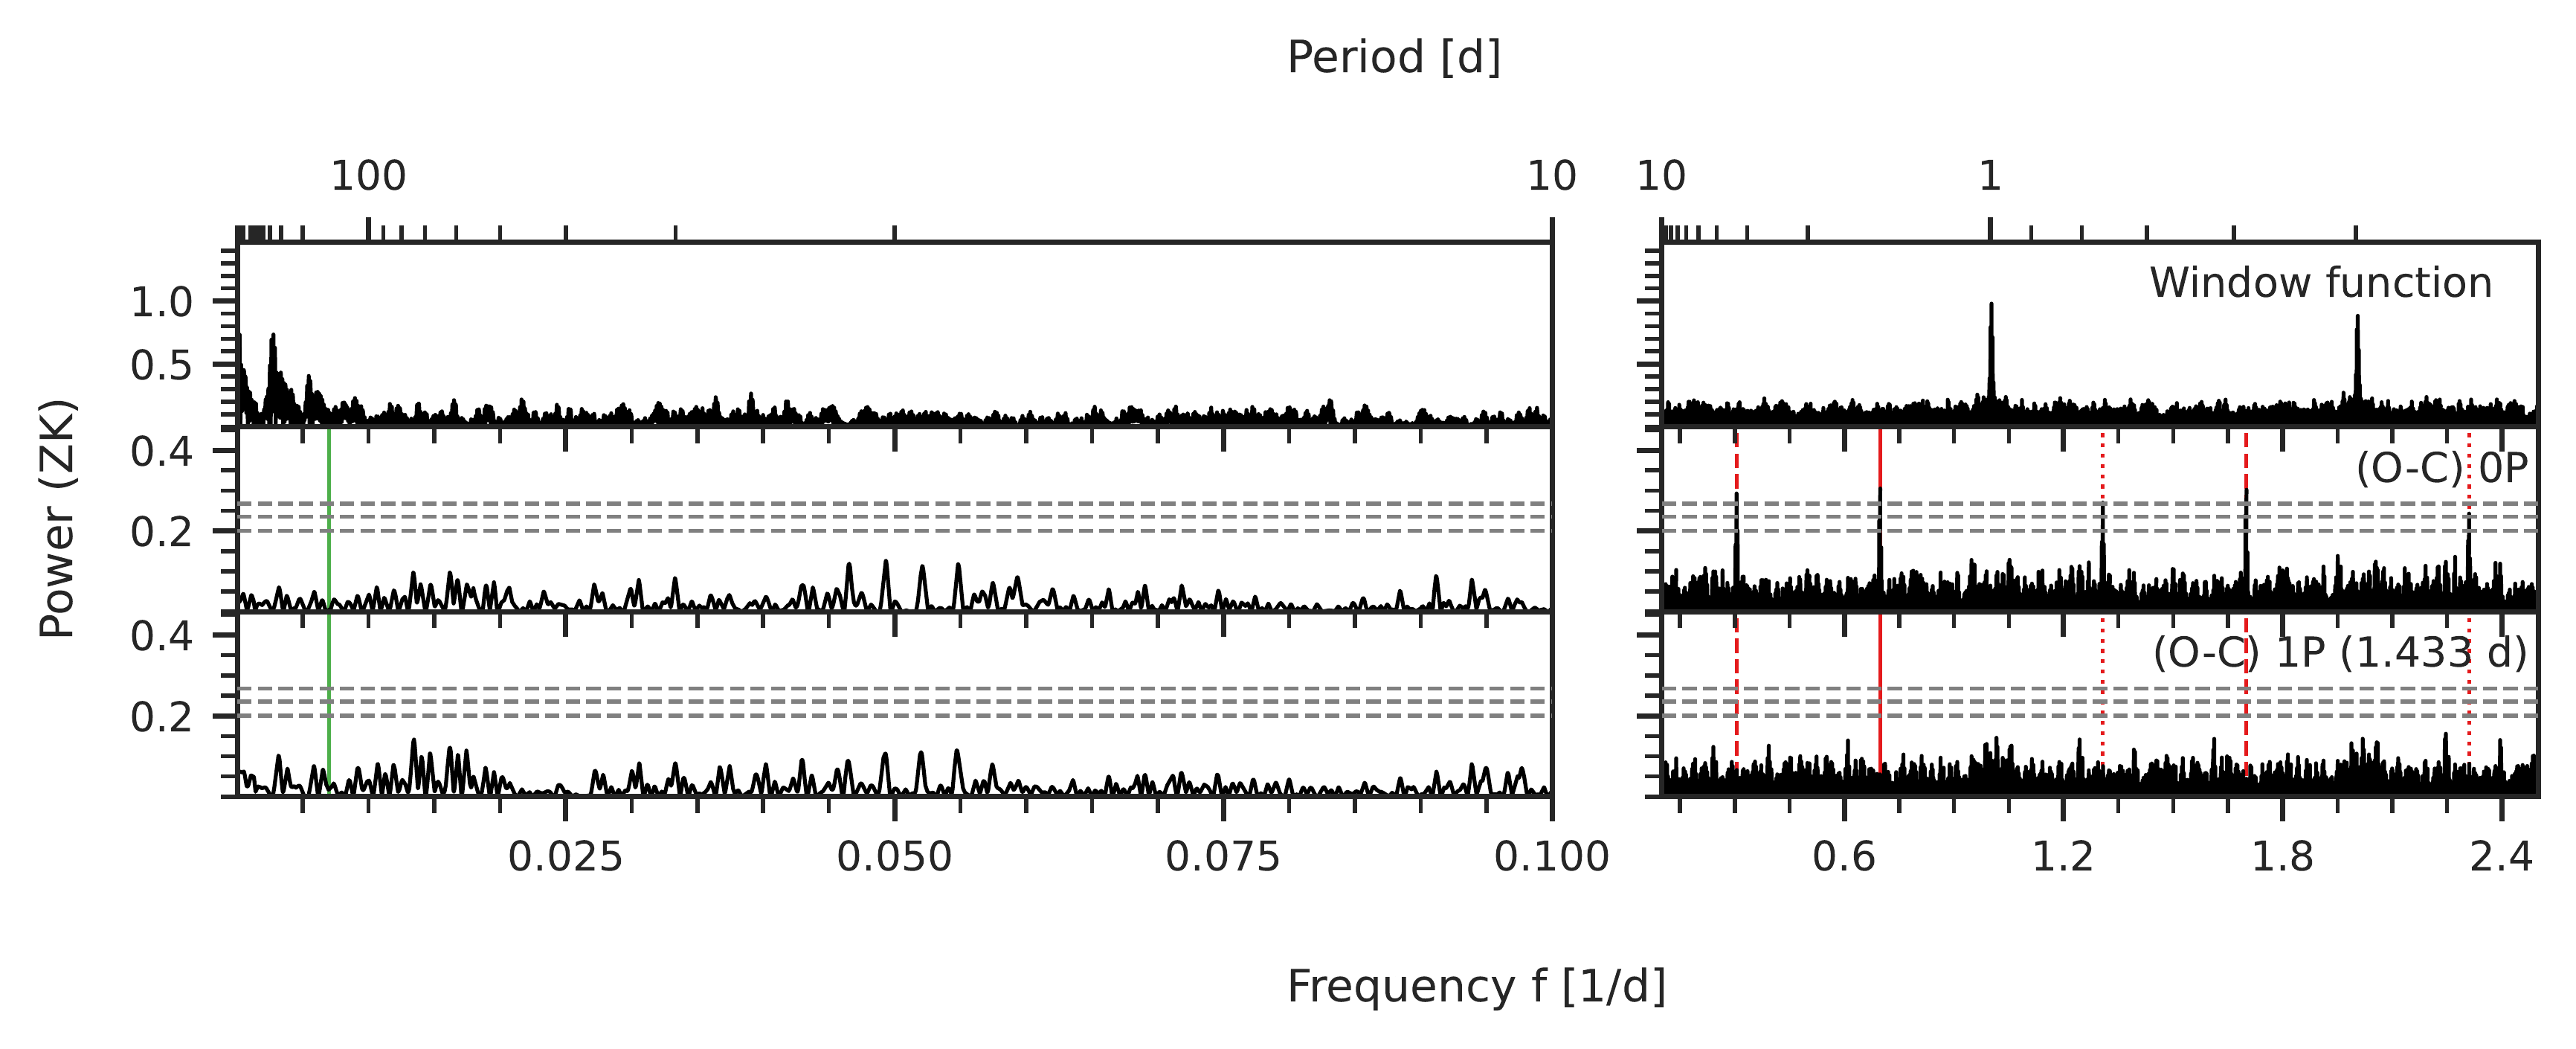 Period [d]
100 10 10 1
Window function
1.0
0.5
(O-C) 0P
0.4
0.2
(O-C) 1P (1.433 d)
0.4
0.2
Power (ZK)
0.025 0.050 0.075 0.100 0.6 1.2 1.8 2.4
Frequency f [1/d]